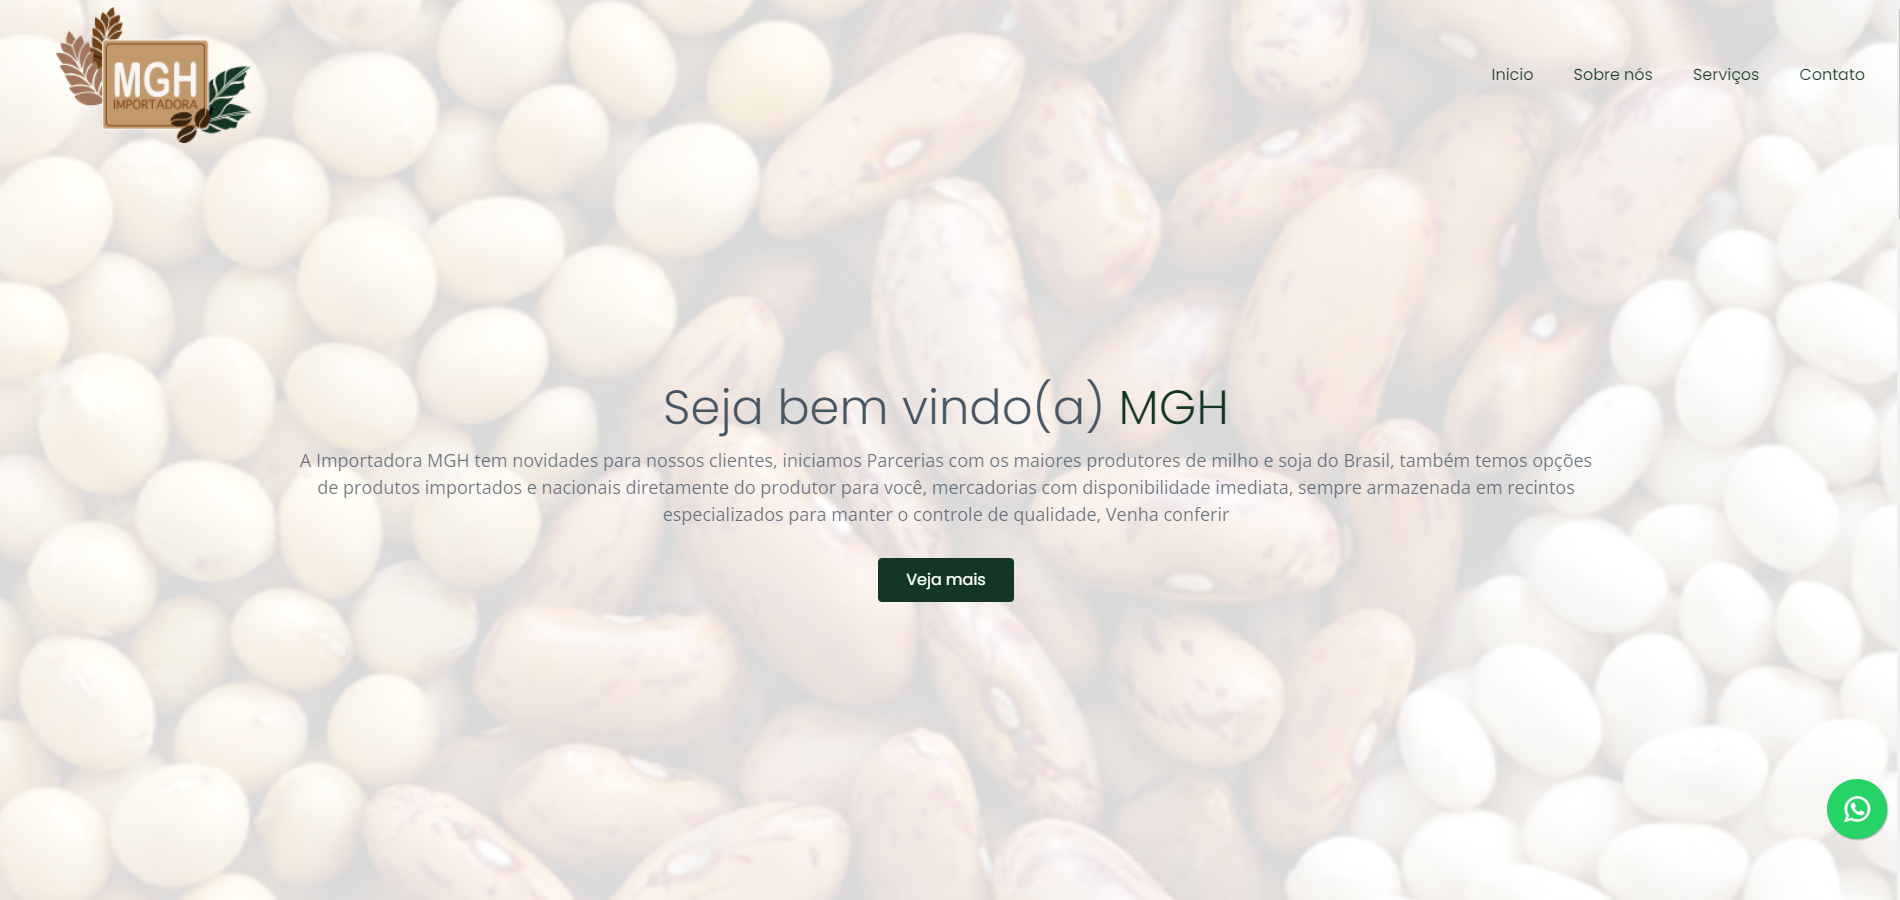 MGH
IMPORTADORA
Inicio
Sobre nós
Serviços
Contato
Seja bem vindo(a) MGH
A Importadora MGH tem novidades para nossos clientes, iniciamos Parcerias com os maiores produtores de milho e soja do Brasil, também temos opções
de produtos importados e nacionais diretamente do produtor para você, mercadorias com disponibilidade imediata, sempre armazenada em recintos
especializados para manter o controle de qualidade, Venha conferir
Veja mais